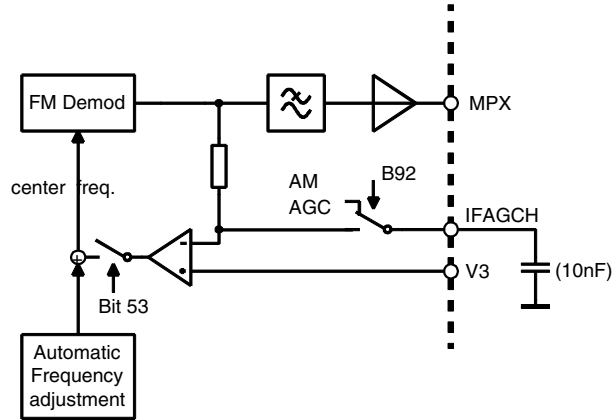 FM Demod
MPX
center freq.
AM
AGC
B92
IFAGCH
V3
(10nF)
-
+
+
Bit 53
Automatic
Frequency
adjustment